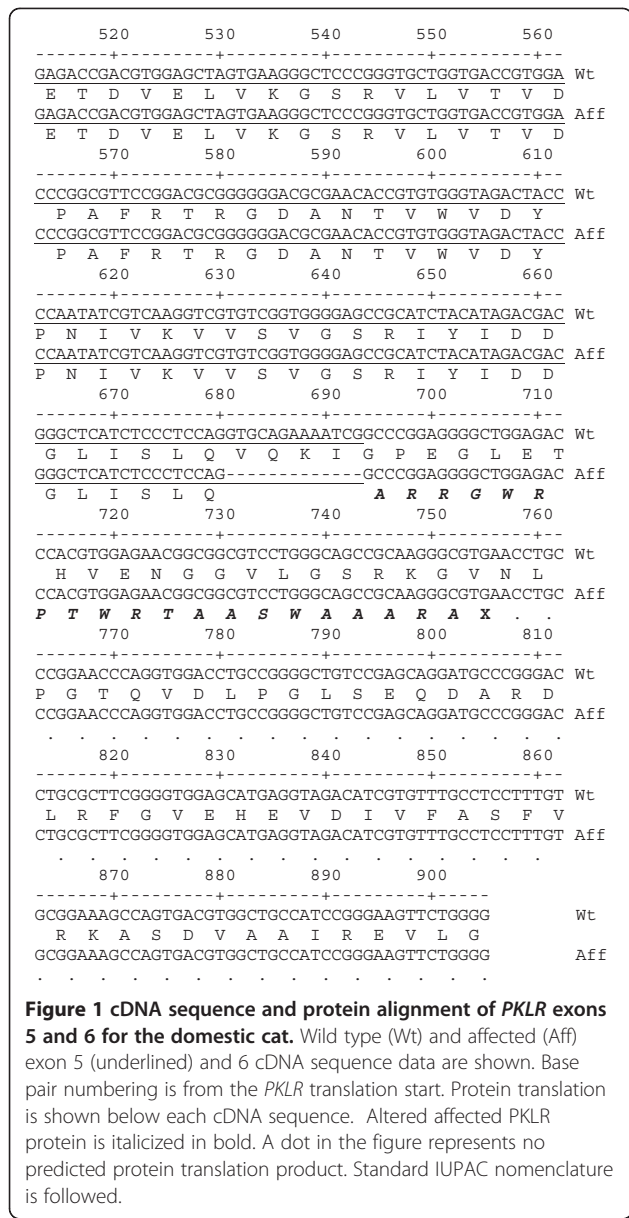 520 530 540 550 560
-------+---------+---------+---------+---------+--
GAGACCGACGTGGAGCTAGTGAAGGGCTCCCGGGTGCTGGTGACCGTGGA Wt
E T D V E L V K G S R V L V T V D
GAGACCGACGTGGAGCTAGTGAAGGGCTCCCGGGTGCTGGTGACCGTGGA Aff
E T D V E L V K G S R V L V T V D
570 580 590 600 610
-------+---------+---------+---------+---------+--
CCCGGCGTTCCGGACGCGGGGGGACGCGAACACCGTGTGGGTAGACTACC Wt
P A F R T R G D A N T V W V D Y
CCCGGCGTTCCGGACGCGGGGGGACGCGAACACCGTGTGGGTAGACTACC Aff
P A F R T R G D A N T V W V D Y
620 630 640 650 660
-------+---------+---------+---------+---------+--
CCAATATCGTCAAGGTCGTGTCGGTGGGGAGCCGCATCTACATAGACGAC Wt
P N I V K V V S V G S R I Y I D D
CCAATATCGTCAAGGTCGTGTCGGTGGGGAGCCGCATCTACATAGACGAC Aff
P N I V K V V S V G S R I Y I D D
670 680 690 700 710
-------+---------+---------+---------+---------+--
GGGCTCATCTCCCTCCAGGTGCAGAAAATCGGCCCGGAGGGGCTGGAGAC Wt
G L I S L Q V Q K I G P E G L E T
GGGCTCATCTCCCTCCAG-------------GCCCGGAGGGGCTGGAGAC Aff
G L I S L Q A R R G W R
720 730 740 750 760
-------+---------+---------+---------+---------+--
CCACGTGGAGAACGGCGGCGTCCTGGGCAGCCGCAAGGGCGTGAACCTGC Wt
H V E N G G V L G S R K G V N L
CCACGTGGAGAACGGCGGCGTCCTGGGCAGCCGCAAGGGCGTGAACCTGC Aff
P T W R T A A S W A A A R A X . .
770 780 790 800 810
-------+---------+---------+---------+---------+--
CCGGAACCCAGGTGGACCTGCCGGGGCTGTCCGAGCAGGATGCCCGGGAC Wt
P G T Q V D L P G L S E Q D A R D
CCGGAACCCAGGTGGACCTGCCGGGGCTGTCCGAGCAGGATGCCCGGGAC Aff
. . . . . . . . . . . . . . . . .
820 830 840 850 860
-------+---------+---------+---------+---------+--
CTGCGCTTCGGGGTGGAGCATGAGGTAGACATCGTGTTTGCCTCCTTTGT Wt
L R F G V E H E V D I V F A S F V
CTGCGCTTCGGGGTGGAGCATGAGGTAGACATCGTGTTTGCCTCCTTTGT Aff
. . . . . . . . . . . . . . . . .
870 880 890 900
-------+---------+---------+---------+-----
GCGGAAAGCCAGTGACGTGGCTGCCATCCGGGAAGTTCTGGGG Wt
R K A S D V A A I R E V L G
GCGGAAAGCCAGTGACGTGGCTGCCATCCGGGAAGTTCTGGGG Aff
. . . . . . . . . . . . . . .
Figure 1 cDNA sequence and protein alignment of PKLR exons
5 and 6 for the domestic cat. Wild type (Wt) and affected (Aff)
exon 5 (underlined) and 6 cDNA sequence data are shown. Base
pair numbering is from the PKLR translation start. Protein translation
is shown below each cDNA sequence. Altered affected PKLR
protein is italicized in bold. A dot in the figure represents no
predicted protein translation product. Standard IUPAC nomenclature
is followed.